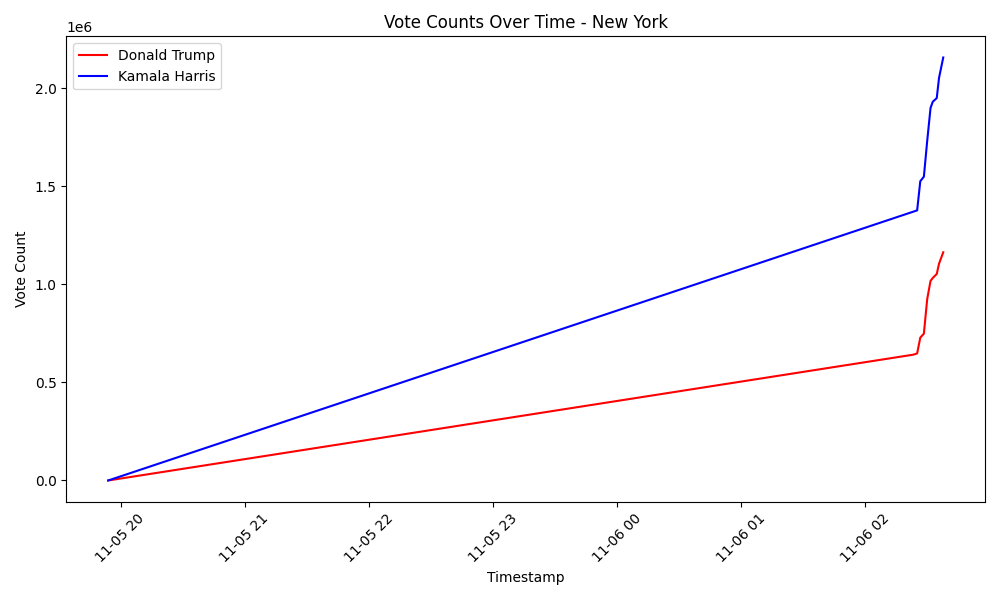 Vote Counts Over Time - New York
1e6
Donald Trump
Kamala Harris
Vote Count
2.0
1.5
1.0
0.5
0.0
11-05 20
11-05 21
11-05 22
11-05 23
11-06 00
11-06 01
11-06 02
Timestamp